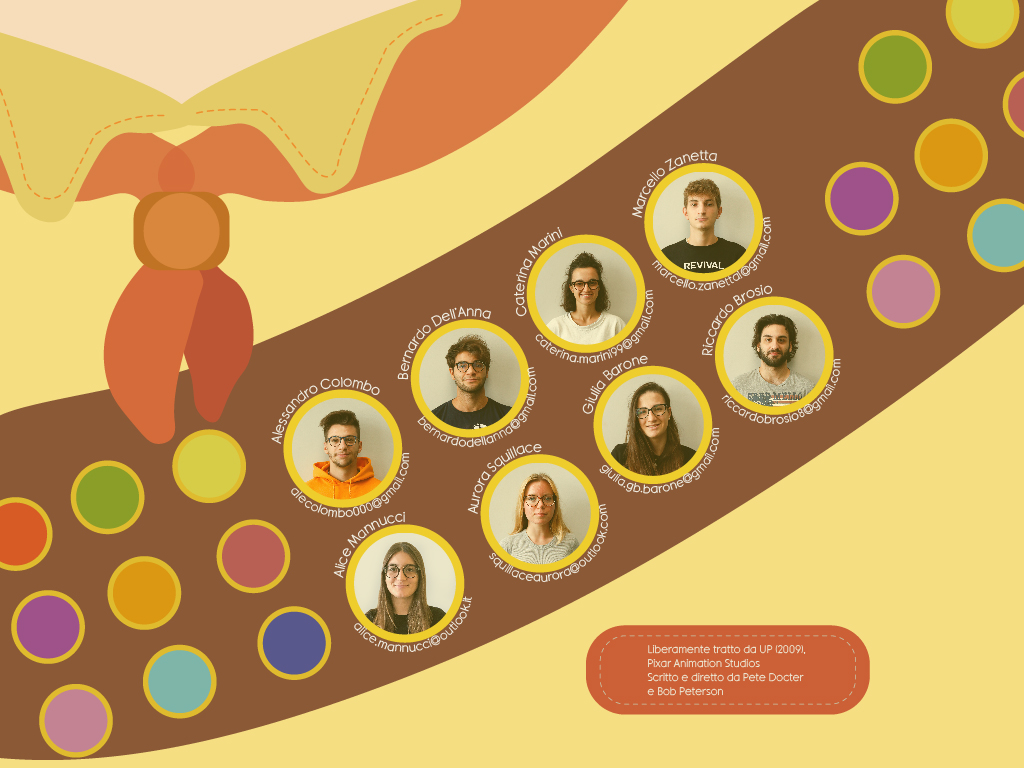 Marcello Zanetta
REVIVAL
marcello.zanetta1@gmail.com
Caterina Marini
caterina.marini99@gmail.com
Riccardo Brosio
riccardobrosio8@gmail.com
Bernardo Dell'Anna
bernardodellanna@gmail.com
Giulia Barone
giulia.gb.barone@gmail.com
Alessandro Colombo
alecolombo000@gmail.com
Aurora Squillace
squillaceaurora@outlook.com
Alice Mannucci
alice.mannucci@outlook.it
Liberamente tratto da UP (2009),
Pixar Animation Studios
Scritto e diretto da Pete Docter
e Bob Peterson